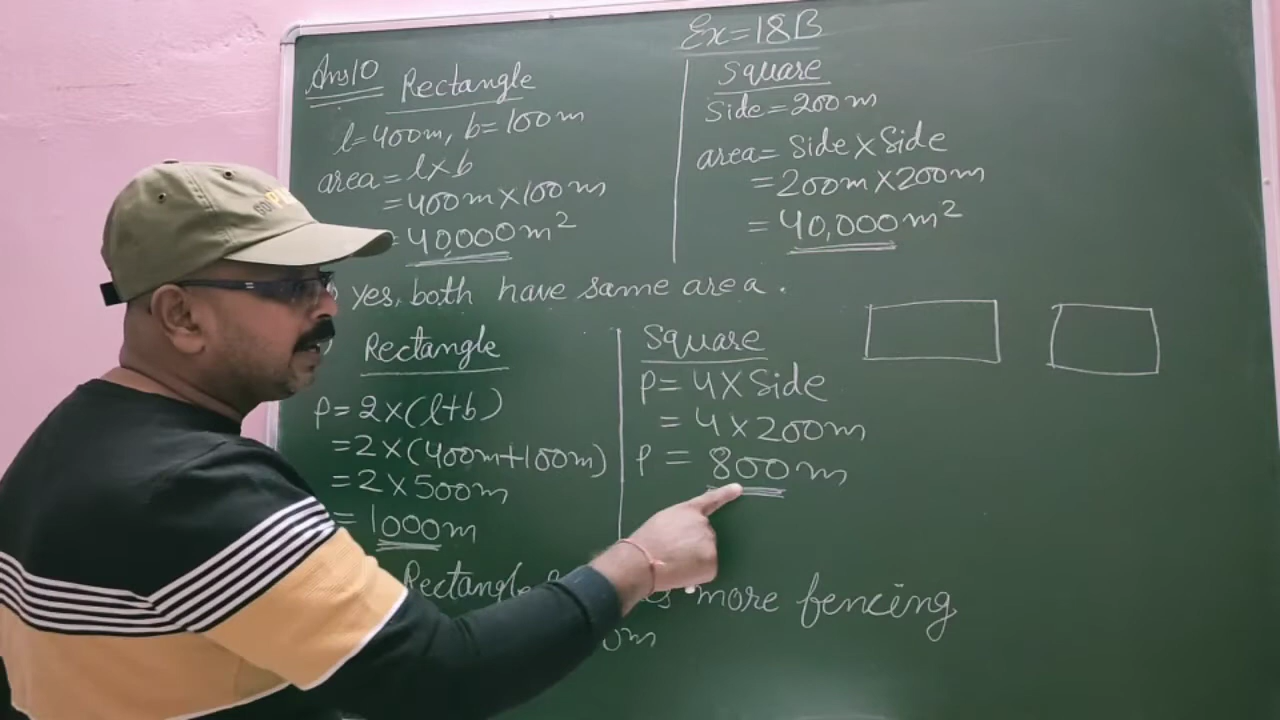 Ex=18B
Ans10 Rectangle
l=400m, b=100m
area=l×b
=400m×100m
=40,000m²
Square
Side=200m
area=Side×Side
=200m×200m
=40,000m²
yes, both have same area.
Rectangle
P=2×(l+b)
=2×(400m+100m)
=2×500m
=1000m
Square
P=4×Side
=4×200m
P=800m
Rectangle more fencing